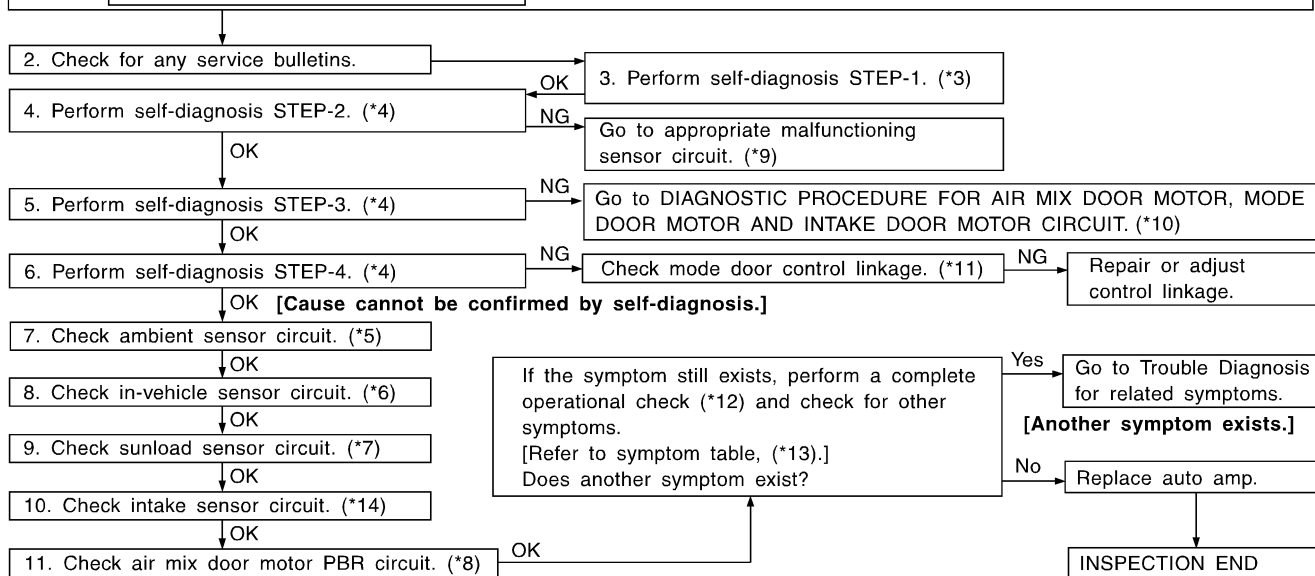 2. Check for any service bulletins.
3. Perform self-diagnosis STEP-1. (*3)
OK
4. Perform self-diagnosis STEP-2. (*4)
NG
Go to appropriate malfunctioning
sensor circuit. (*9)
OK
5. Perform self-diagnosis STEP-3. (*4)
NG
Go to DIAGNOSTIC PROCEDURE FOR AIR MIX DOOR MOTOR, MODE
DOOR MOTOR AND INTAKE DOOR MOTOR CIRCUIT. (*10)
OK
6. Perform self-diagnosis STEP-4. (*4)
NG
Check mode door control linkage. (*11)
NG
Repair or adjust
control linkage.
OK [Cause cannot be confirmed by self-diagnosis.]
7. Check ambient sensor circuit. (*5)
OK
8. Check in-vehicle sensor circuit. (*6)
OK
9. Check sunload sensor circuit. (*7)
OK
10. Check intake sensor circuit. (*14)
OK
11. Check air mix door motor PBR circuit. (*8)
OK
If the symptom still exists, perform a complete
operational check (*12) and check for other
symptoms.
[Refer to symptom table, (*13).]
Does another symptom exist?
Yes
Go to Trouble Diagnosis
for related symptoms.
[Another symptom exists.]
No
Replace auto amp.
INSPECTION END